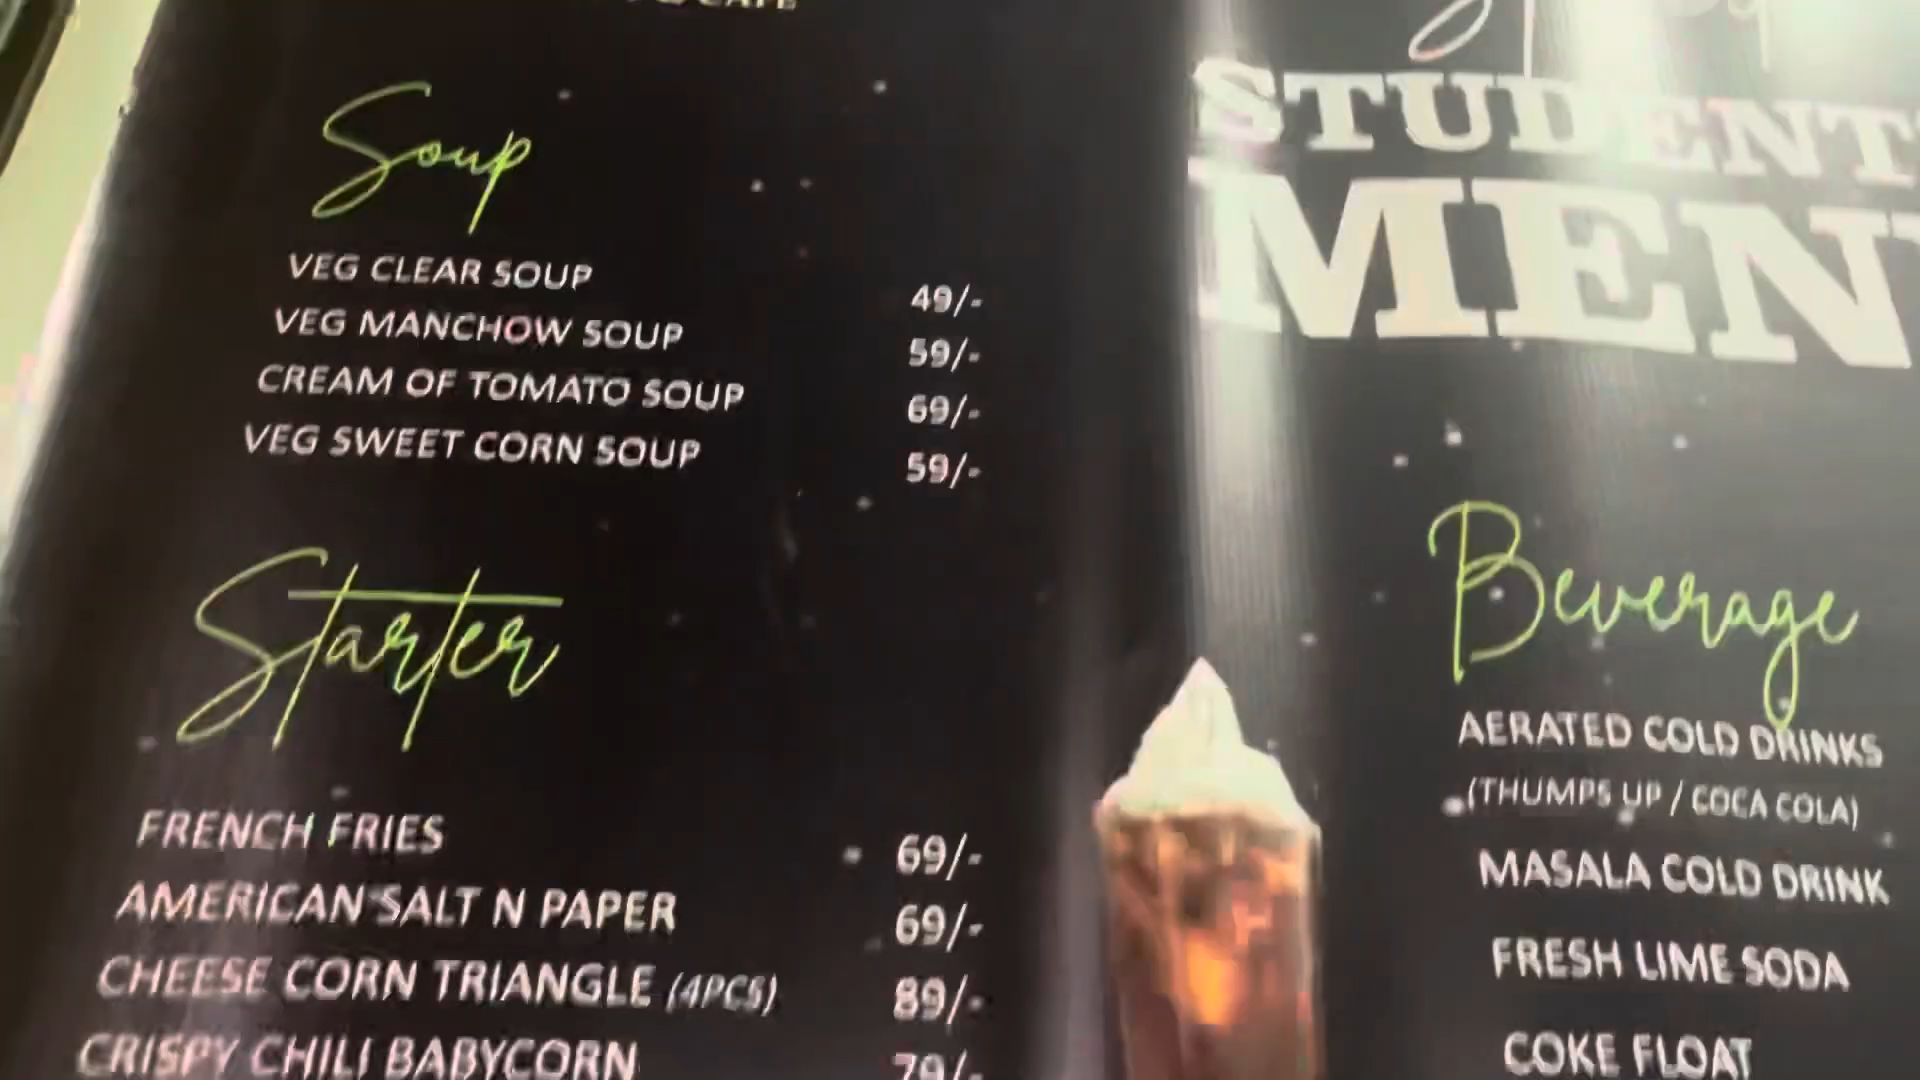 CAFE
Soup
VEG CLEAR SOUP 49/-
VEG MANCHOW SOUP 59/-
CREAM OF TOMATO SOUP 69/-
VEG SWEET CORN SOUP 59/-
Starter
FRENCH FRIES 69/-
AMERICAN SALT N PAPER 69/-
CHEESE CORN TRIANGLE (4PCS) 89/-
CRISPY CHILI BABYCORN 79/-
STUDENT'
MEN
Beverage
AERATED COLD DRINKS
(THUMPS UP / COCA COLA)
MASALA COLD DRINK
FRESH LIME SODA
COKE FLOAT